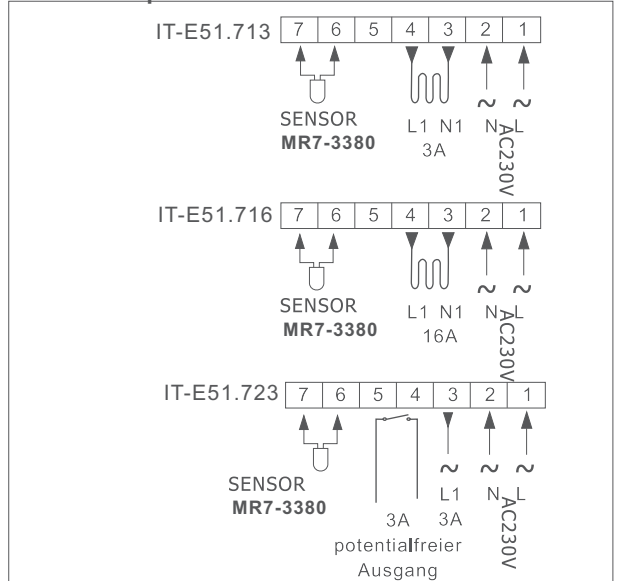 IT-E51.713 7 6 5 4 3 2 1
SENSOR
MR7-3380
L1 N1
3A
N L
AC230V
IT-E51.716 7 6 5 4 3 2 1
SENSOR
MR7-3380
L1 N1
16A
N L
AC230V
IT-E51.723 7 6 5 4 3 2 1
SENSOR
MR7-3380
3A
L1
3A
N L
AC230V
potentialfreier
Ausgang